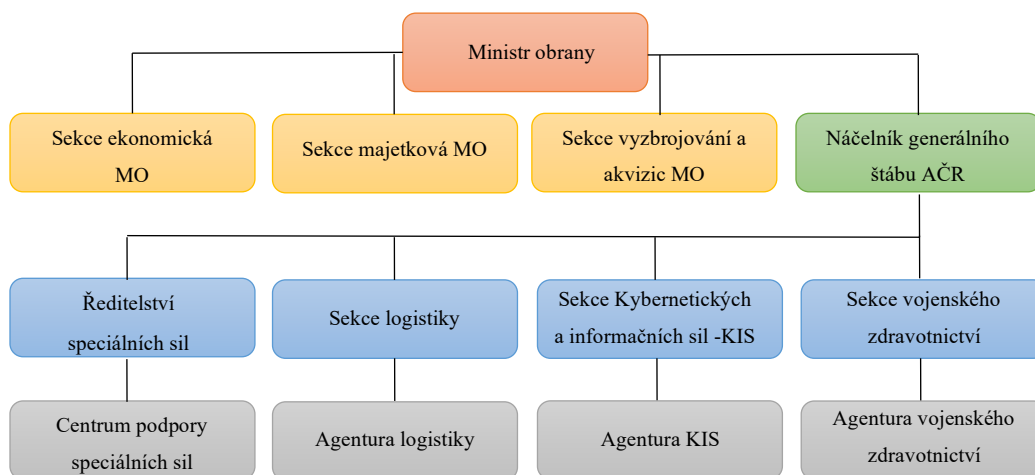 Ministr obrany
Sekce ekonomická
MO
Sekce majetková MO
Sekce vyzbrojování a
akvizic MO
Náčelník generálního
štábu AČR
Ředitelství
speciálních sil
Sekce logistiky
Sekce Kybernetických
a informačních sil -KIS
Sekce vojenského
zdravotnictví
Centrum podpory
speciálních sil
Agentura logistiky
Agentura KIS
Agentura vojenského
zdravotnictví